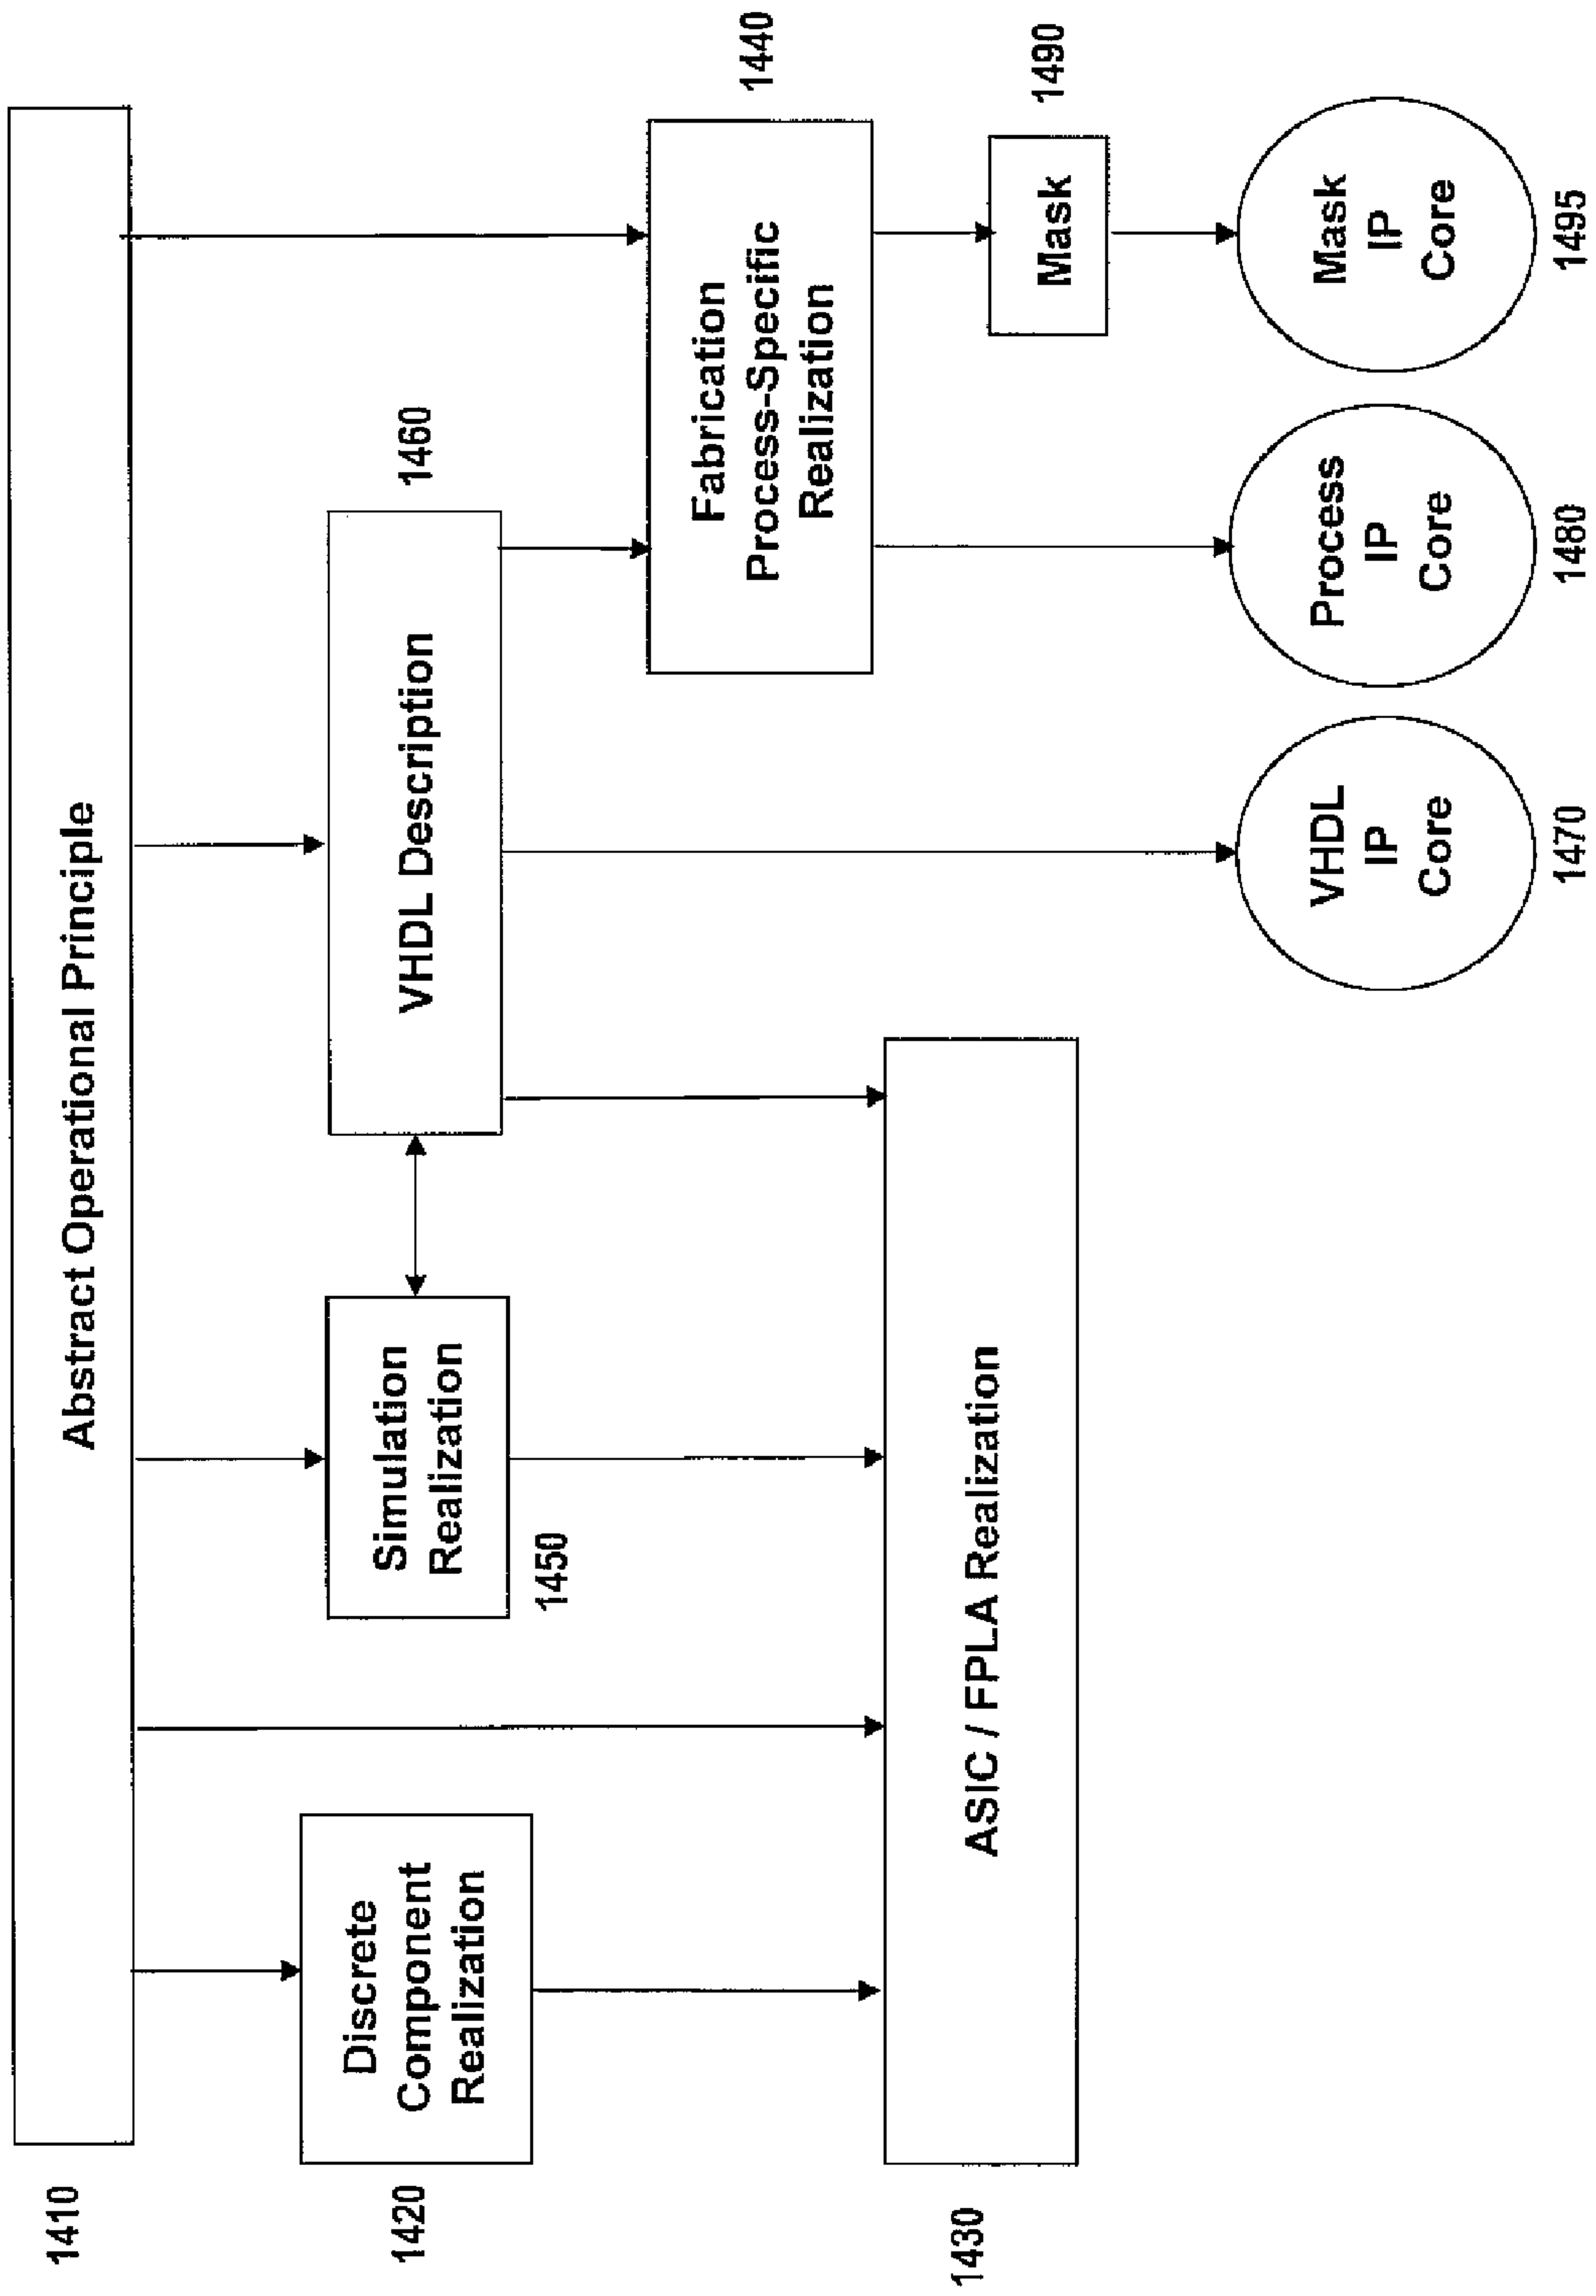 1410
Abstract Operational Principle
1420
Discrete
Component
Realization
Simulation
Realization
1450
VHDL Description
1460
1430
ASIC / FPLA Realization
Fabrication
Process-Specific
Realization
1440
Mask
1490
VHDL
IP
Core
1470
Process
IP
Core
1480
Mask
IP
Core
1495